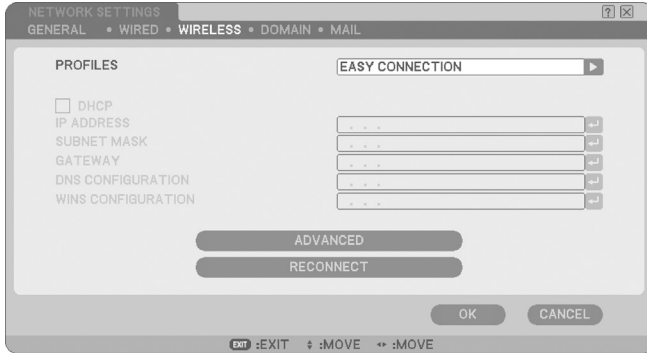 NETWORK SETTINGS ? X
GENERAL • WIRED • WIRELESS • DOMAIN • MAIL
PROFILES EASY CONNECTION
DHCP
IP ADDRESS . . .
SUBNET MASK . . .
GATEWAY . . .
DNS CONFIGURATION . . .
WINS CONFIGURATION . . .
ADVANCED
RECONNECT
OK CANCEL
EXIT :EXIT :MOVE :MOVE